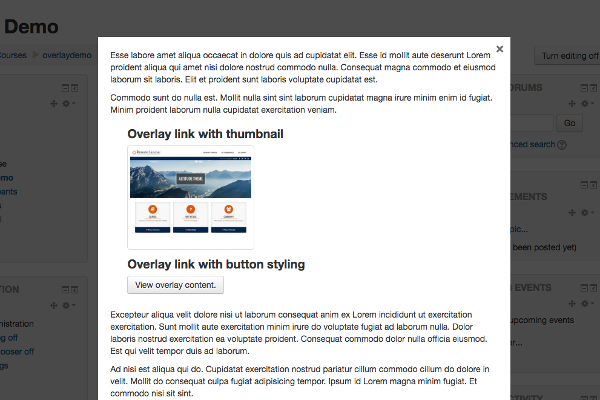 Demo
Courses
overlaydemo
Turn editing off
Esse labore amet aliqua occaecat in dolore quis ad cupidatat elit. Esse id mollit aute deserunt Lorem
proident aliqua qui amet nisi dolore nostrud commodo nulla. Consequat magna commodo et eiusmod
laborum sit laboris. Elit et proident sunt laboris voluptate cupidatat est.
Commodo sunt do nulla est. Mollit nulla sint sint laborum cupidatat magna irure minim enim id fugiat.
Minim proident laborum nulla cupidatat exercitation veniam.
Overlay link with thumbnail
Overlay link with button styling
View overlay content.
Excepteur aliqua velit dolore nisi ut laborum consequat anim ex Lorem incididunt ut exercitation
exercitation. Sunt mollit aute exercitation minim irure do voluptate fugiat ad laborum nulla. Dolor
laboris nostrud exercitation ea voluptate proident. Consequat commodo dolor nulla officia eiusmod.
Est qui velit tempor duis ad laborum.
Ad nisi est aliqua qui do. Cupidatat exercitation nostrud pariatur cillum commodo cillum do dolore in
velit. Mollit do consequat culpa fugiat adipisicing tempor. Ipsum id Lorem magna minim fugiat. Et
commodo nisi sit sint.
Go
been posted yet)
EVENTS
upcoming events